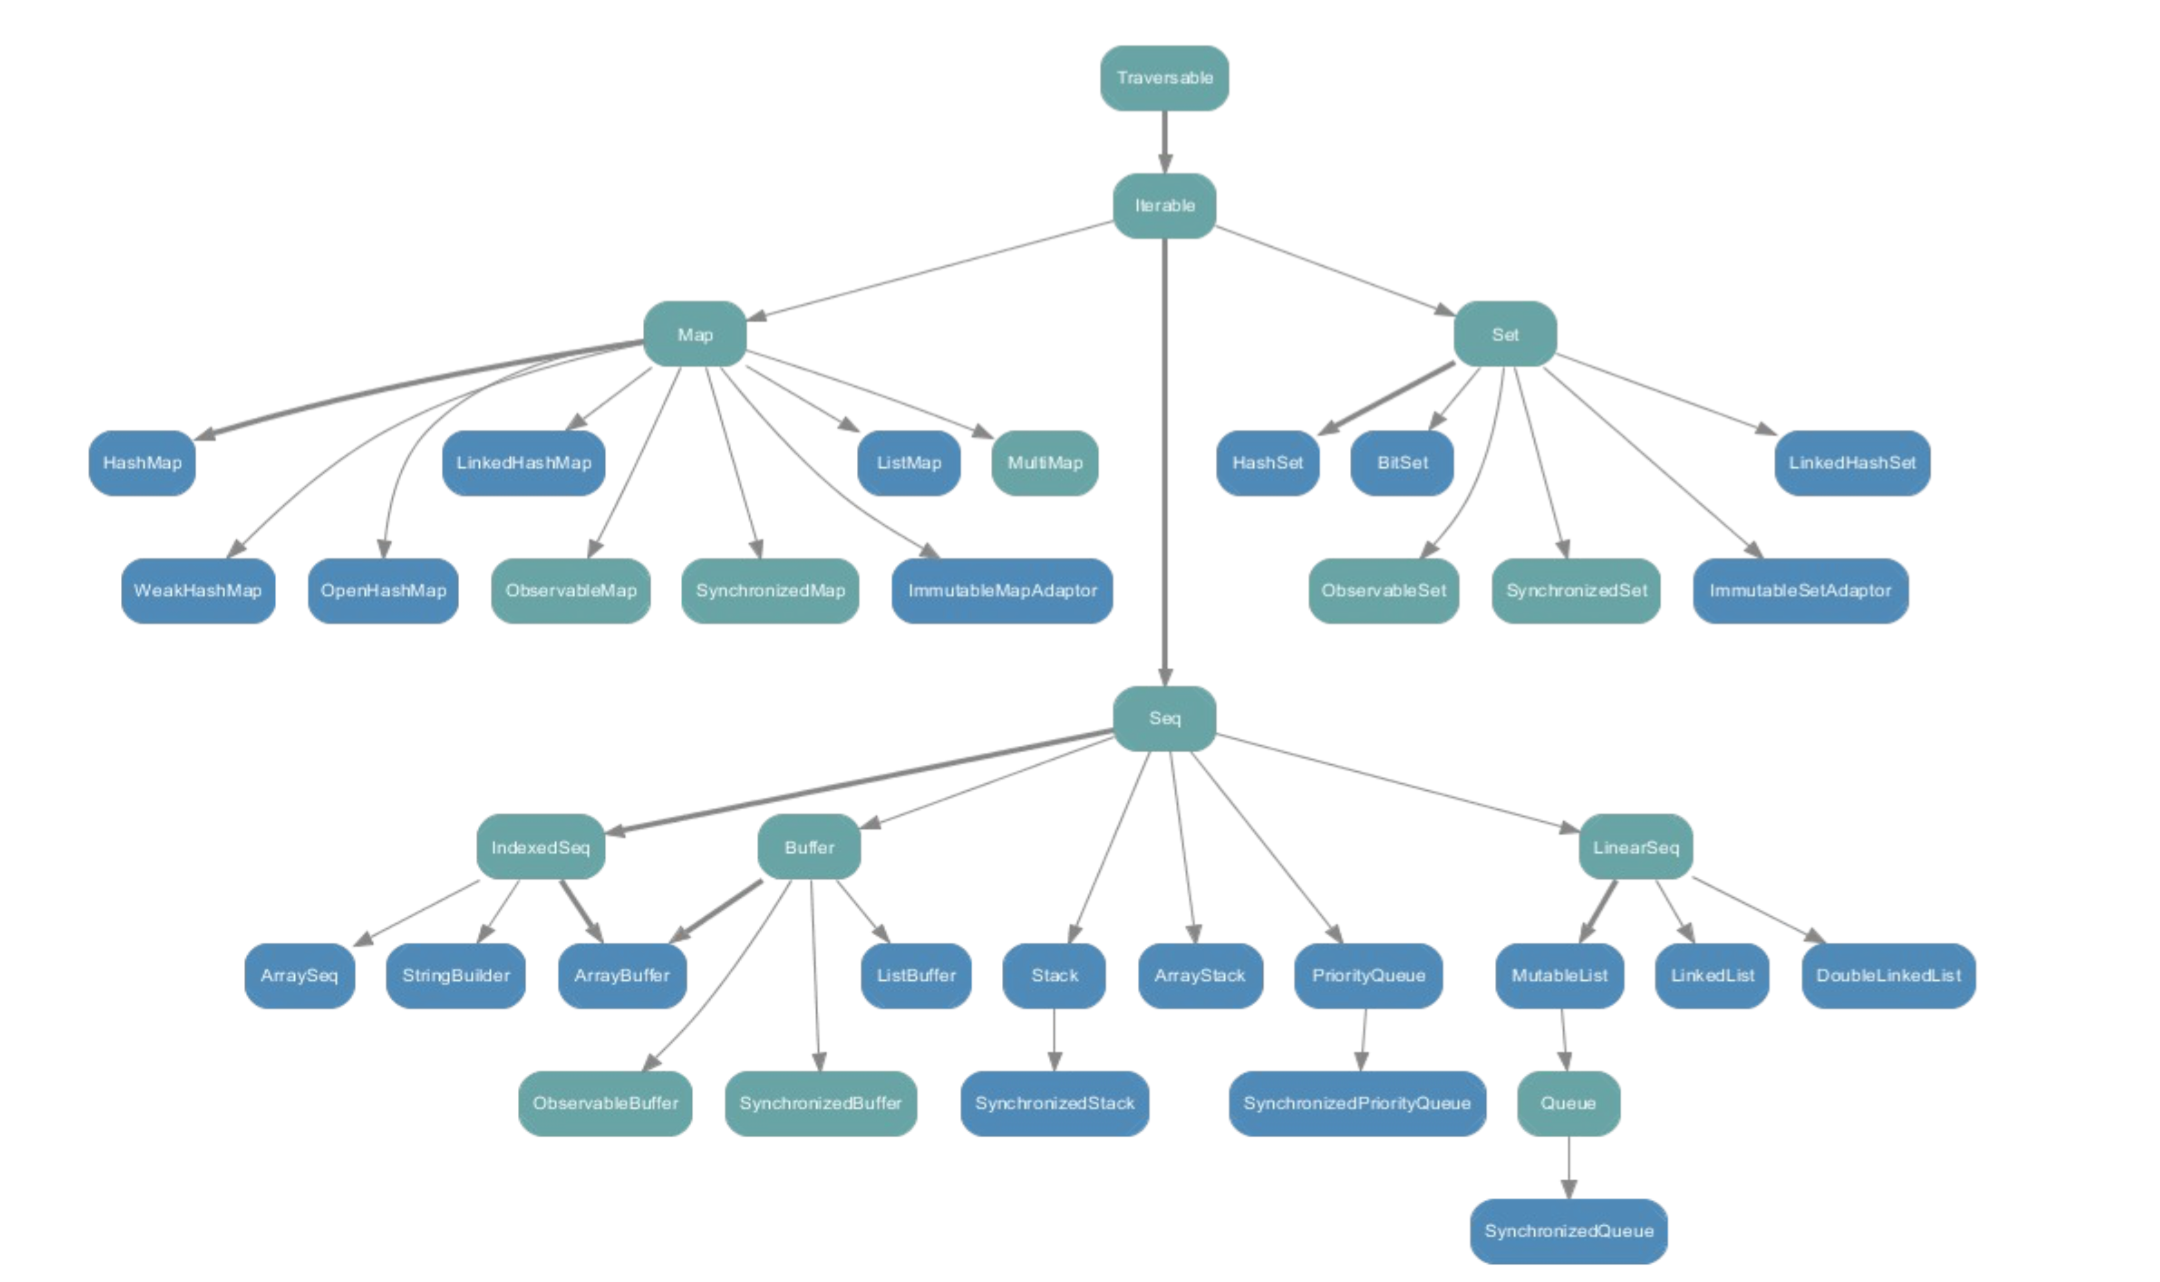 Traversable
Iterable
Map
Set
HashMap
LinkedHashMap
ListMap
MultiMap
HashSet
BitSet
LinkedHashSet
WeakHashMap
OpenHashMap
ObservableMap
SynchronizedMap
ImmutableMapAdaptor
ObservableSet
SynchronizedSet
ImmutableSetAdaptor
Seq
IndexedSeq
Buffer
LinearSeq
ArraySeq
StringBuilder
ArrayBuffer
ListBuffer
Stack
ArrayStack
PriorityQueue
MutableList
LinkedList
DoubleLinkedList
ObservableBuffer
SynchronizedBuffer
SynchronizedStack
SynchronizedPriorityQueue
Queue
SynchronizedQueue